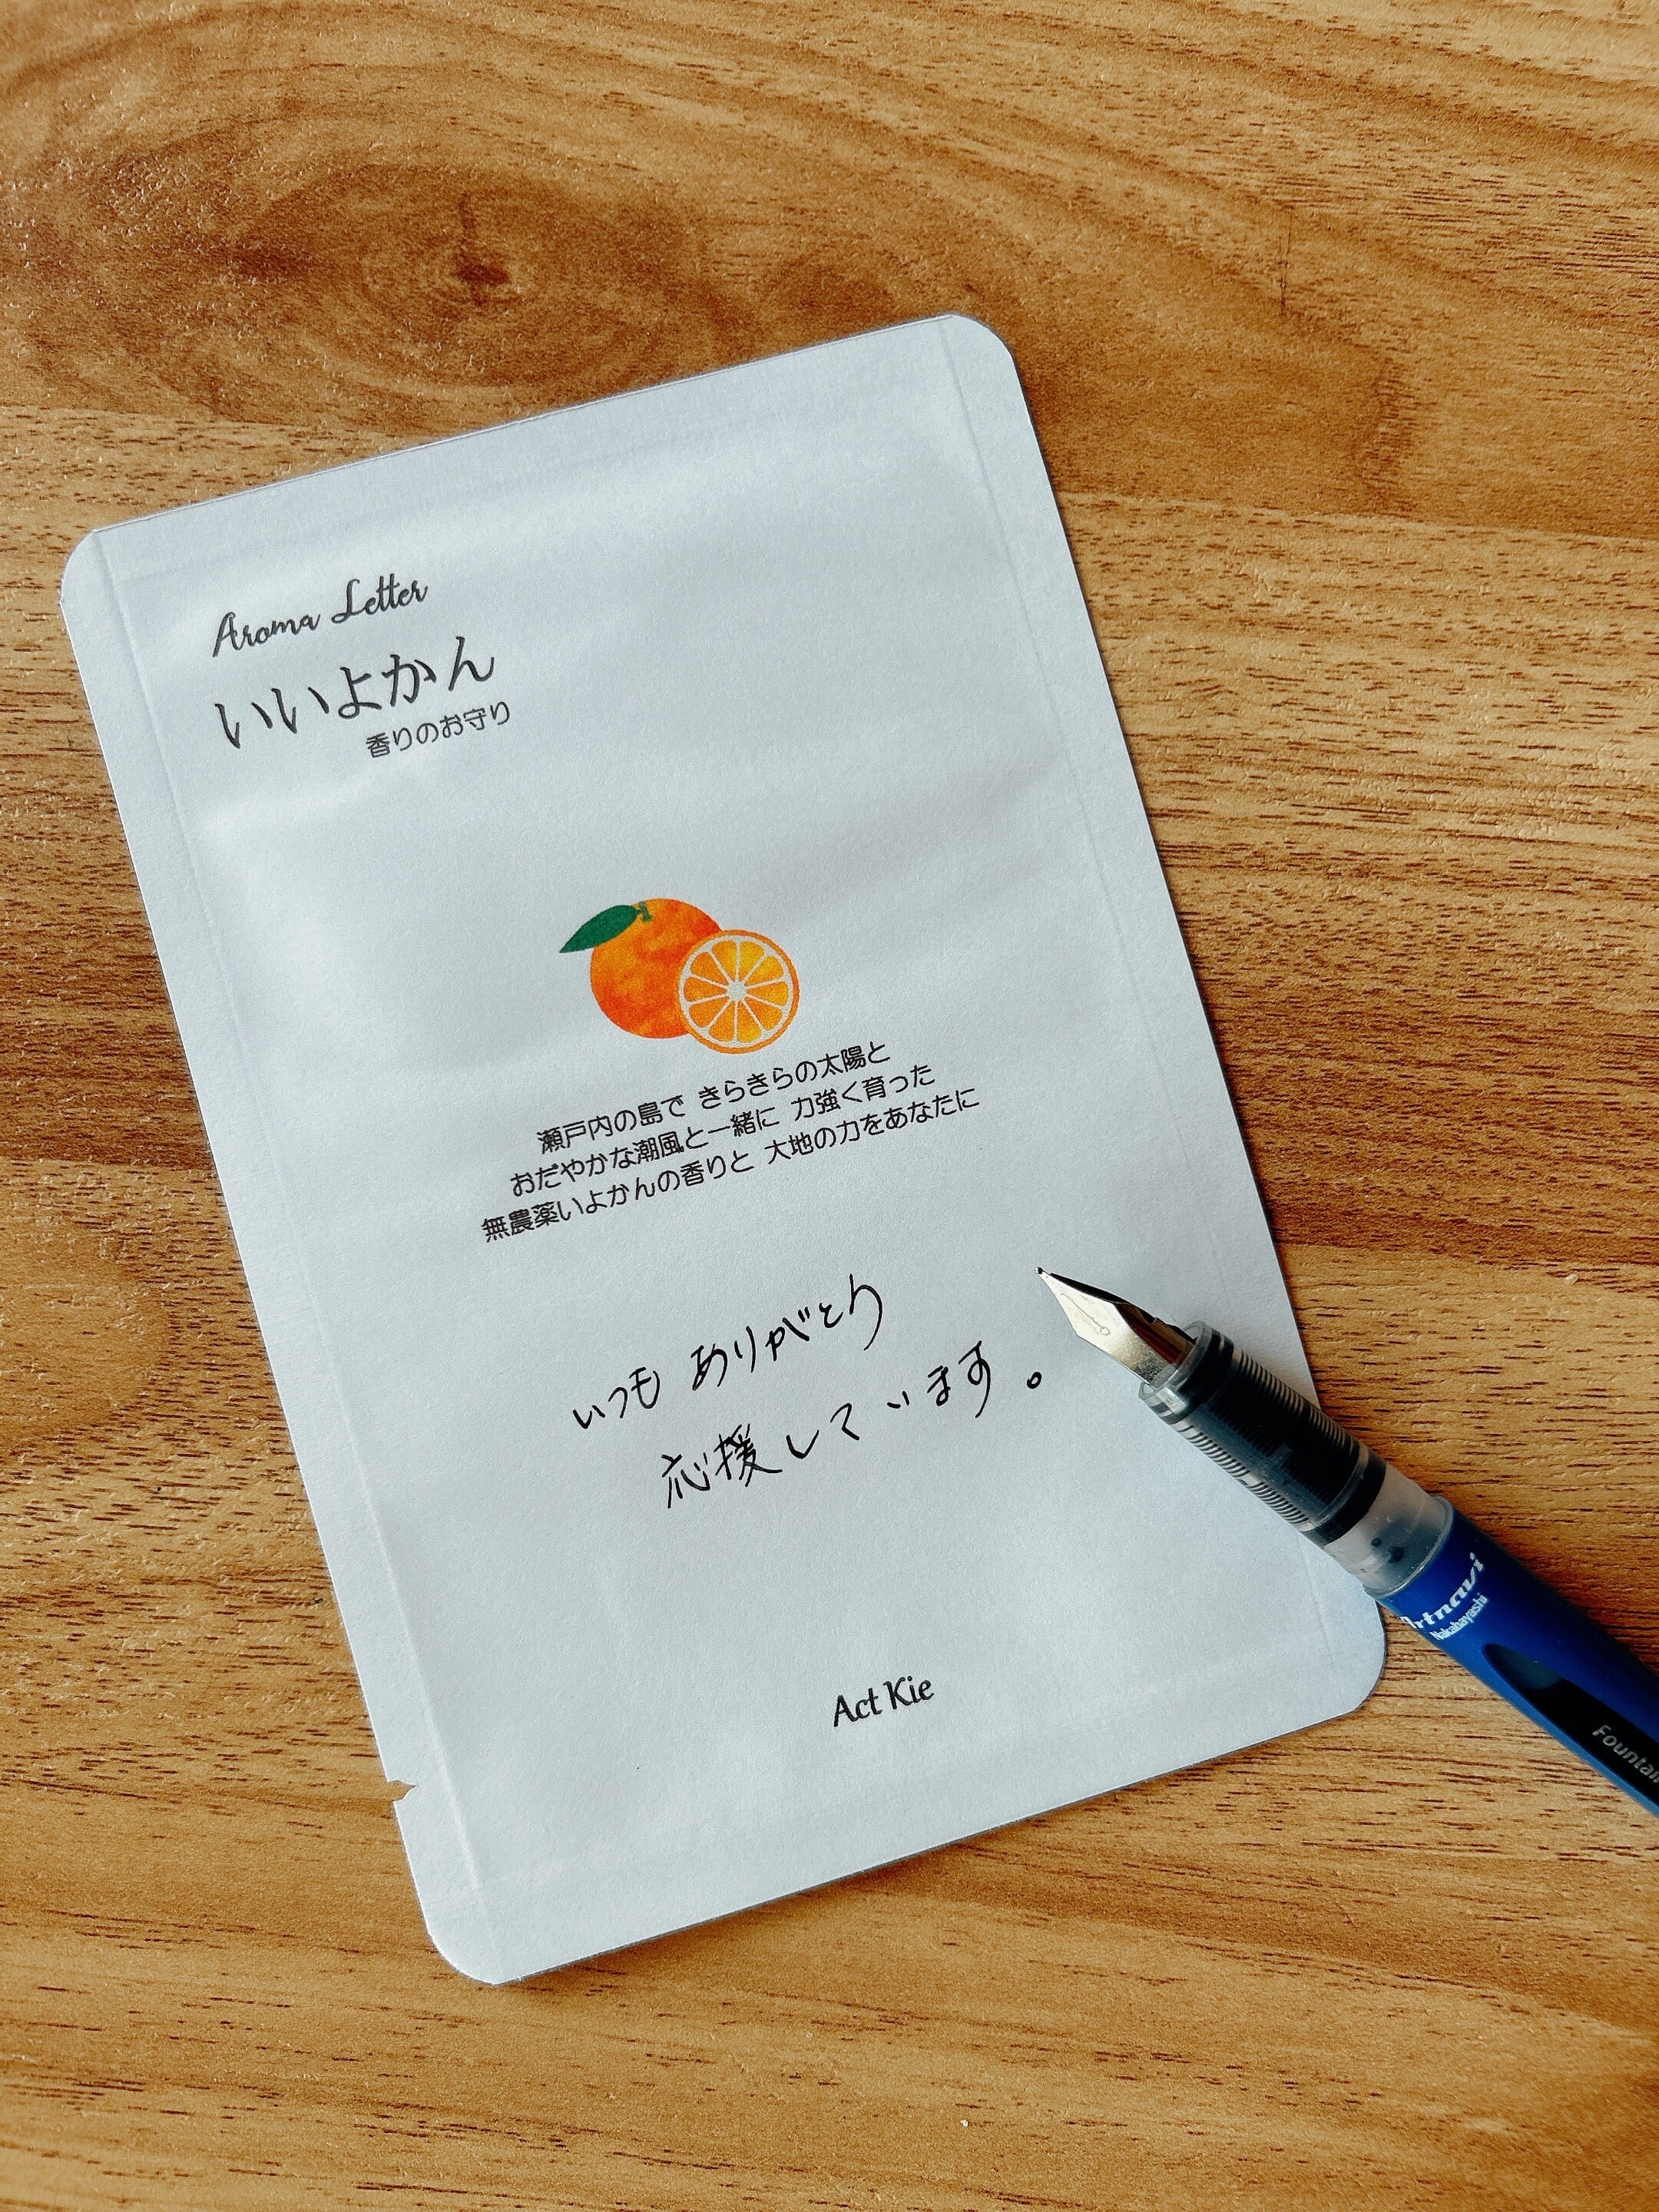 Aroma Letter
いいよかん
香りのお守り
瀬戸内の島で きらきらの太陽と
おだやかな潮風と一緒に 力強く育った
無農薬いよかんの香りと 大地の力をあなたに
いつも ありがとう
応援しています。
Act Kie
Artnavi
Nakabayashi